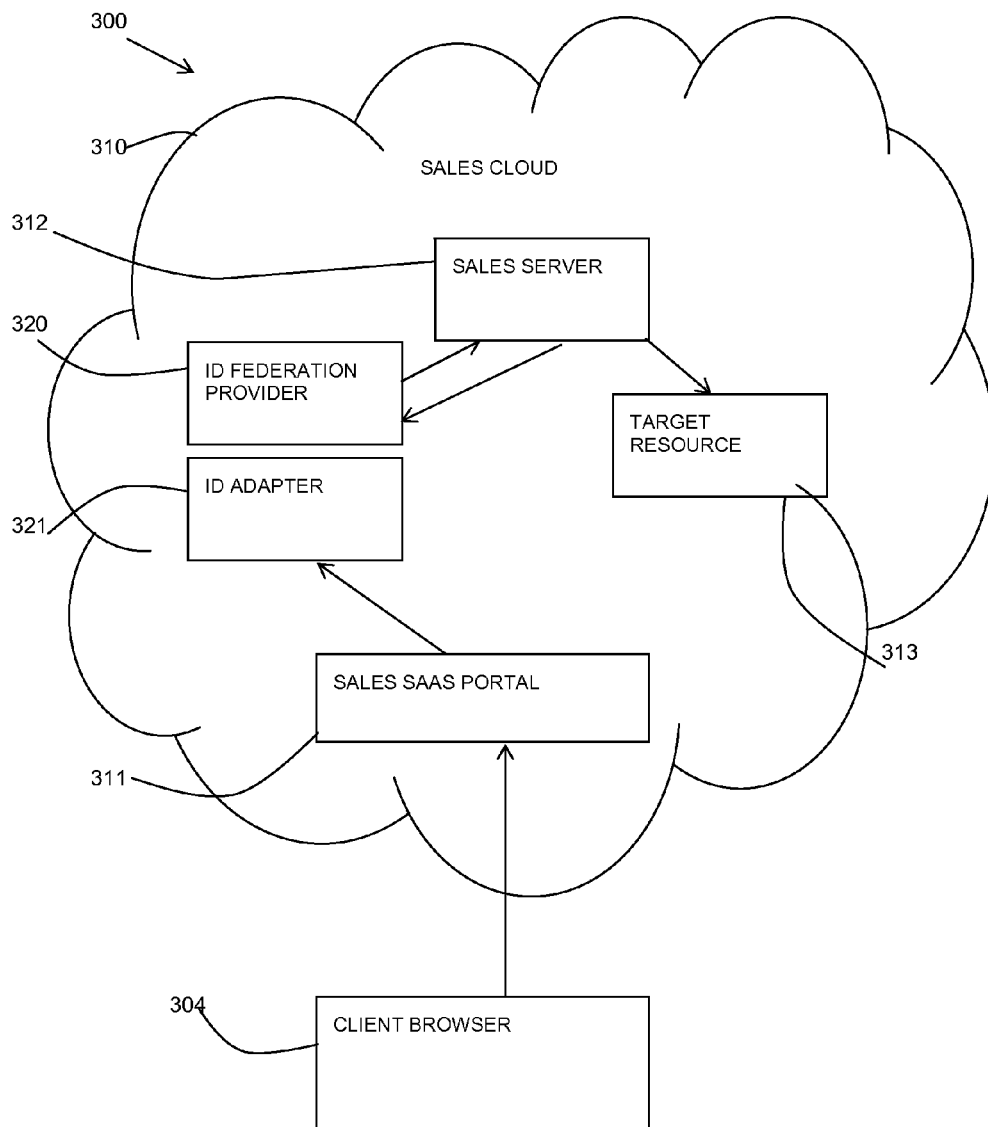 300
310
SALES CLOUD
312
SALES SERVER
320
ID FEDERATION
PROVIDER
TARGET
RESOURCE
ID ADAPTER
321
313
SALES SAAS PORTAL
311
304
CLIENT BROWSER